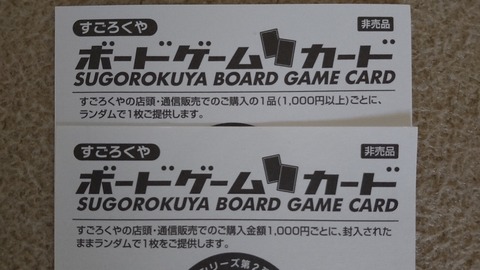 すごろくや 非売品
ボードゲームカード
SUGOROKUYA BOARD GAME CARD
すごろくやの店頭・通信販売でのご購入の1品(1,000円以上)ごとに、
ランダムで1枚ご提供します。
すごろくや 非売品
ボードゲームカード
SUGOROKUYA BOARD GAME CARD
すごろくやの店頭・通信販売でのご購入金額1,000円ごとに、封入された
ままランダムで1枚をご提供します。
リーズ第2